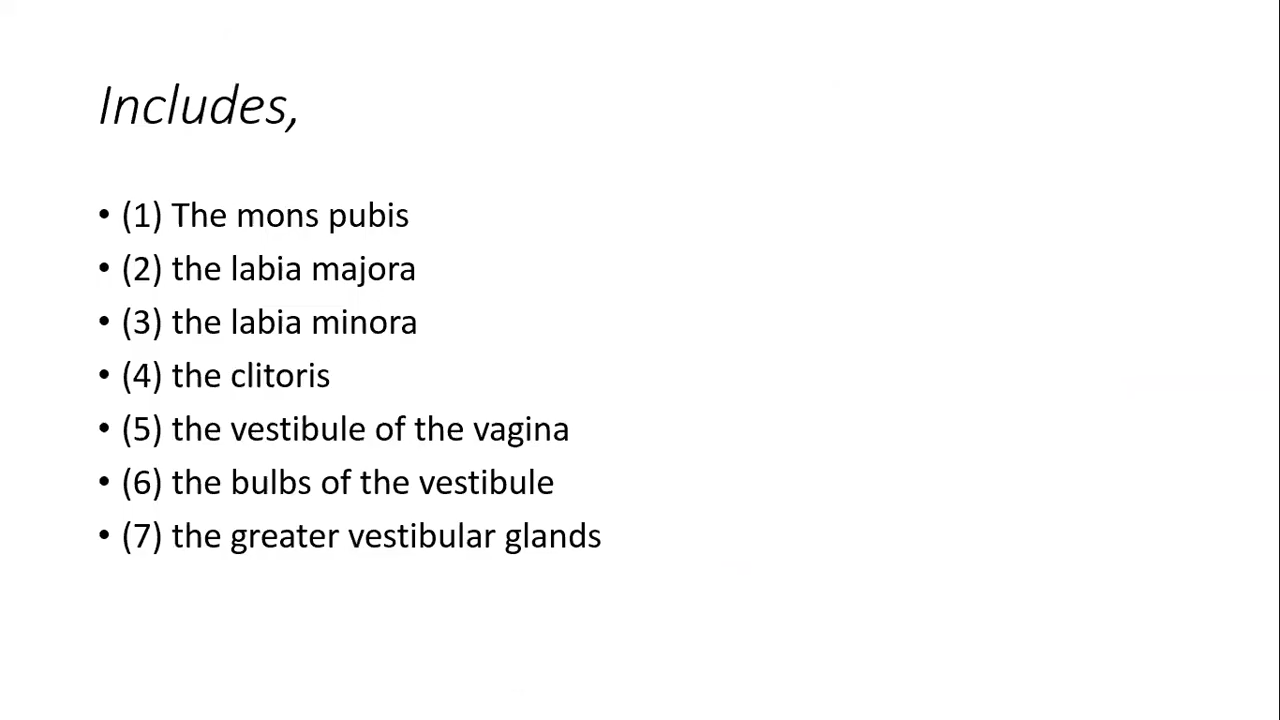 Includes,
• (1) The mons pubis
• (2) the labia majora
• (3) the labia minora
• (4) the clitoris
• (5) the vestibule of the vagina
• (6) the bulbs of the vestibule
• (7) the greater vestibular glands